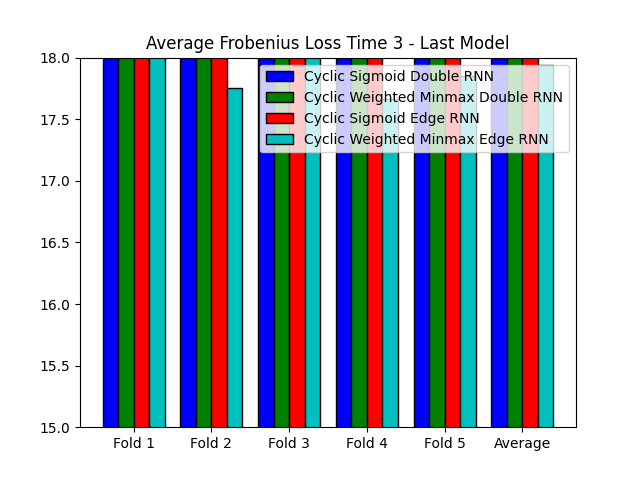 Average Frobenius Loss Time 3 - Last Model
18.0
17.5
17.0
16.5
16.0
15.5
15.0
Cyclic Sigmoid Double RNN
Cyclic Weighted Minmax Double RNN
Cyclic Sigmoid Edge RNN
Cyclic Weighted Minmax Edge RNN
Fold 1 Fold 2 Fold 3 Fold 4 Fold 5 Average